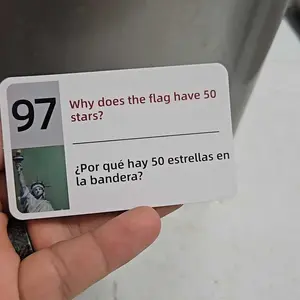 97
Why does the flag have 50
stars?
¿Por qué hay 50 estrellas en
la bandera?